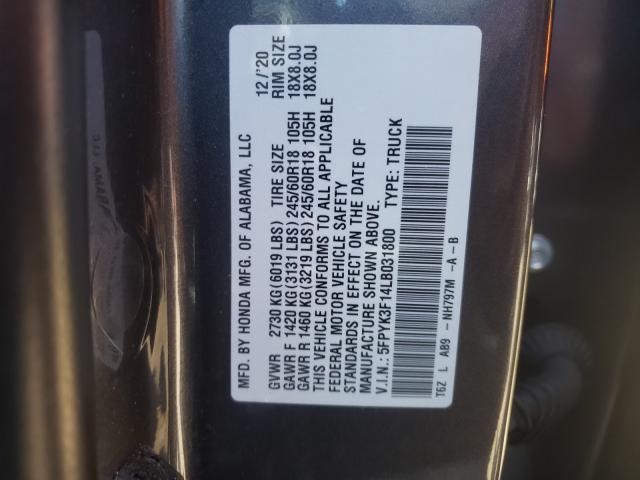 MFD. BY HONDA MFG. OF ALABAMA, LLC 12/'20
GVWR 2730 KG (6019 LBS) TIRE SIZE RIM SIZE
GAWR F 1420 KG (3131 LBS) 245/60R18 105H 18X8.0J
GAWR R 1460 KG (3219 LBS) 245/60R18 105H 18X8.0J
THIS VEHICLE CONFORMS TO ALL APPLICABLE
FEDERAL MOTOR VEHICLE SAFETY
STANDARDS IN EFFECT ON THE DATE OF
MANUFACTURE SHOWN ABOVE.
V.I.N.: 5FPYK3F14LB031800 TYPE: TRUCK
T6Z L AB9 - NH797M -A - B